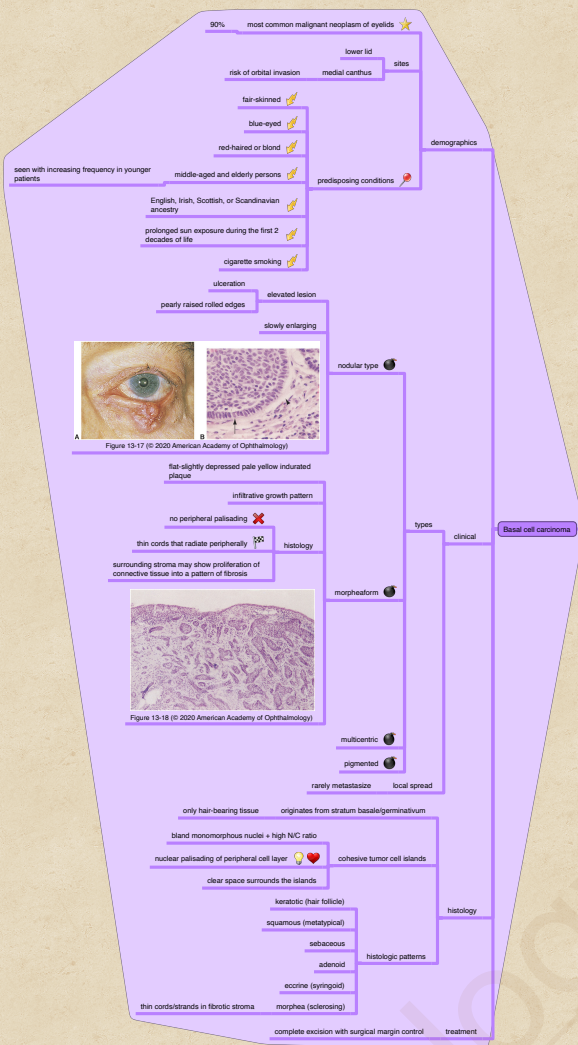 90%
most common malignant neoplasm of eyelids
lower lid
sites
risk of orbital invasion
medial canthus
fair-skinned
blue-eyed
red-haired or blond
demographics
seen with increasing frequency in younger
patients
middle-aged and elderly persons
predisposing conditions
English, Irish, Scottish, or Scandinavian
ancestry
prolonged sun exposure during the first 2
decades of life
cigarette smoking
ulceration
elevated lesion
pearly raised rolled edges
slowly enlarging
nodular type
A
B
Figure 13-17 (© 2020 American Academy of Ophthalmology)
flat-slightly depressed pale yellow indurated
plaque
infiltrative growth pattern
no peripheral palisading
types
Basal cell carcinoma
thin cords that radiate peripherally
histology
clinical
surrounding stroma may show proliferation of
connective tissue into a pattern of fibrosis
morpheaform
Figure 13-18 (© 2020 American Academy of Ophthalmology)
multicentric
pigmented
rarely metastasize
local spread
only hair-bearing tissue
originates from stratum basale/germinativum
bland monomorphous nuclei + high N/C ratio
nuclear palisading of peripheral cell layer
cohesive tumor cell islands
clear space surrounds the islands
keratotic (hair follicle)
histology
squamous (metatypical)
sebaceous
histologic patterns
adenoid
eccrine (syringoid)
thin cords/strands in fibrotic stroma
morphea (sclerosing)
complete excision with surgical margin control
treatment